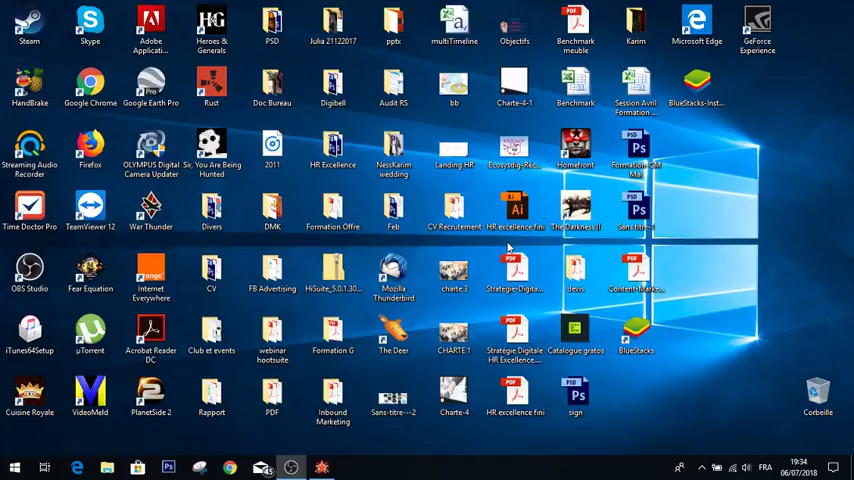 Steam
Skype
Adobe
Applicati...
Heroes &
Generals
PSD
Julia 21122017
pptx
multiTimeline
Objectifs
Benchmark
meuble
Karim
Microsoft Edge
GeForce
Experience
HandBrake
Google Chrome
Google Earth Pro
Rust
Doc Bureau
Digibell
Audit RS
bb
Charte-4-1
Benchmark
Session Avril
Formation ...
BlueStacks-Inst...
Streaming Audio
Recorder
Firefox
OLYMPUS Digital
Camera Updater
Sir, You Are Being
Hunted
2011
HR Excellence
NessKarim
wedding
Landing HR
Ecosysdig-Rec...
Homefront
Formation-CM
Mai
Time Doctor Pro
TeamViewer 12
War Thunder
Divers
DMK
Formation Offre
Feb
CV Recrutement
HR excellence fini
The Darkness II
Sans titre-1
OBS Studio
Fear Equation
Internet
Everywhere
CV
FB Advertising
HiSuite_5.0.1.30...
Mozilla
Thunderbird
charte 3
Strategie-Digita...
devis
Content-Marke...
iTunes64Setup
µTorrent
Acrobat Reader
DC
Club et events
webinar
hootsuite
Formation G
The Deer
CHARTE 1
Stratégie Digitale
HR Excellence....
Catalogue.gratos
BlueStacks
Cuisine Royale
VideoMeld
PlanetSide 2
Rapport
PDF
Inbound
Marketing
Sans-titre---2
Charte-4
HR excellence fini
sign
Corbeille
45
FRA
19:34
06/07/2018